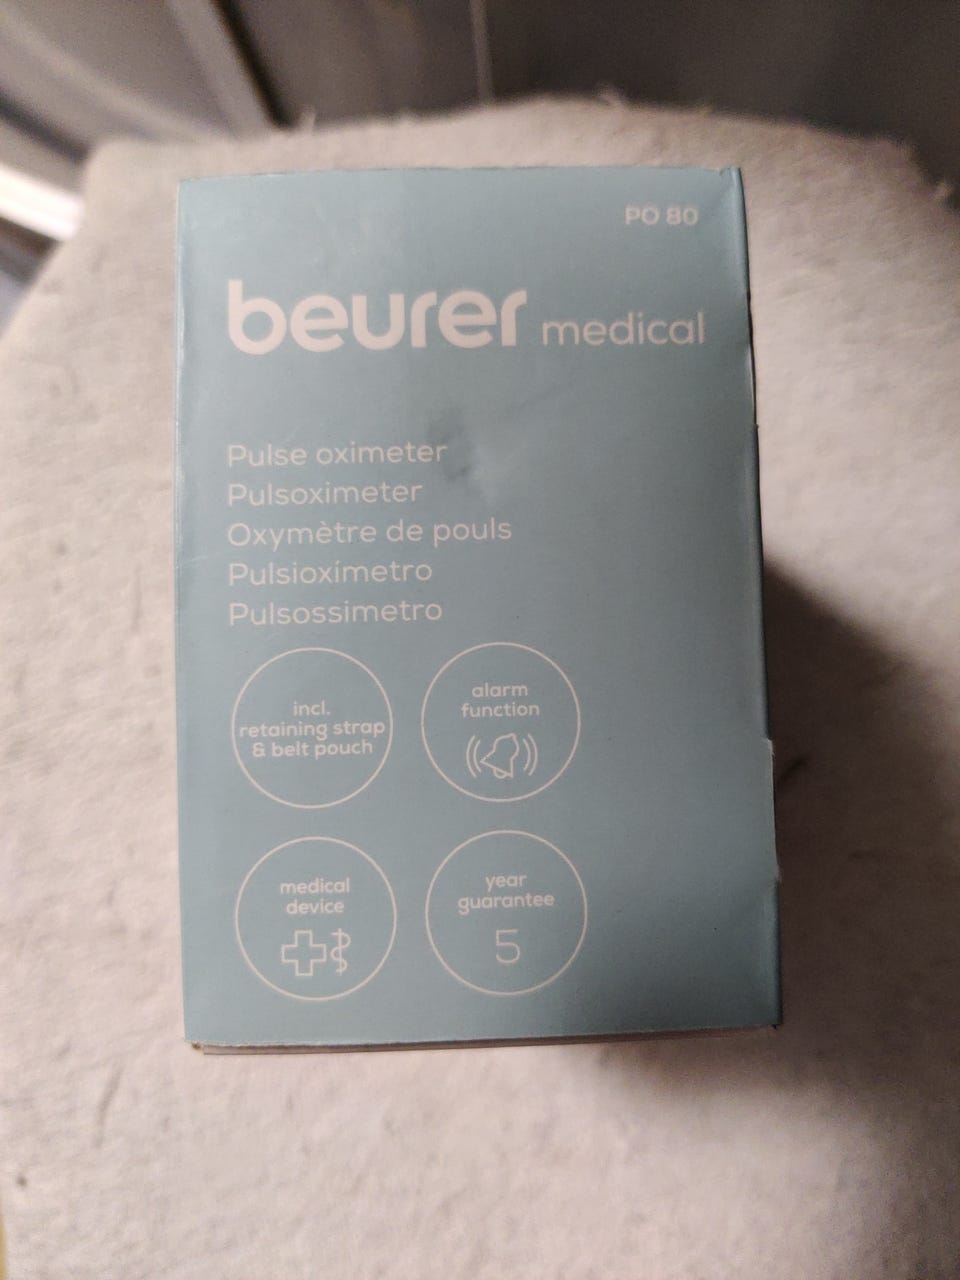 PO 80
beurer medical
Pulse oximeter
Pulsoximeter
Oxymètre de pouls
Pulsioxímetro
Pulsossimetro
incl.
retaining strap
& belt pouch
alarm
function
medical
device
year
guarantee
5